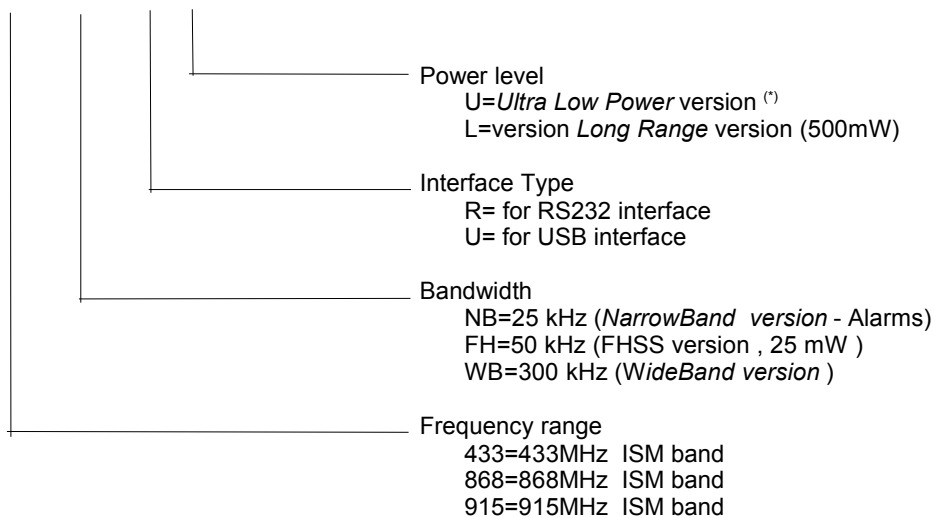 Power level
U=Ultra Low Power version (*)
L=version Long Range version (500mW)
Interface Type
R= for RS232 interface
U= for USB interface
Bandwidth
NB=25 kHz (NarrowBand version - Alarms)
FH=50 kHz (FHSS version , 25 mW )
WB=300 kHz (WideBand version )
Frequency range
433=433MHz ISM band
868=868MHz ISM band
915=915MHz ISM band